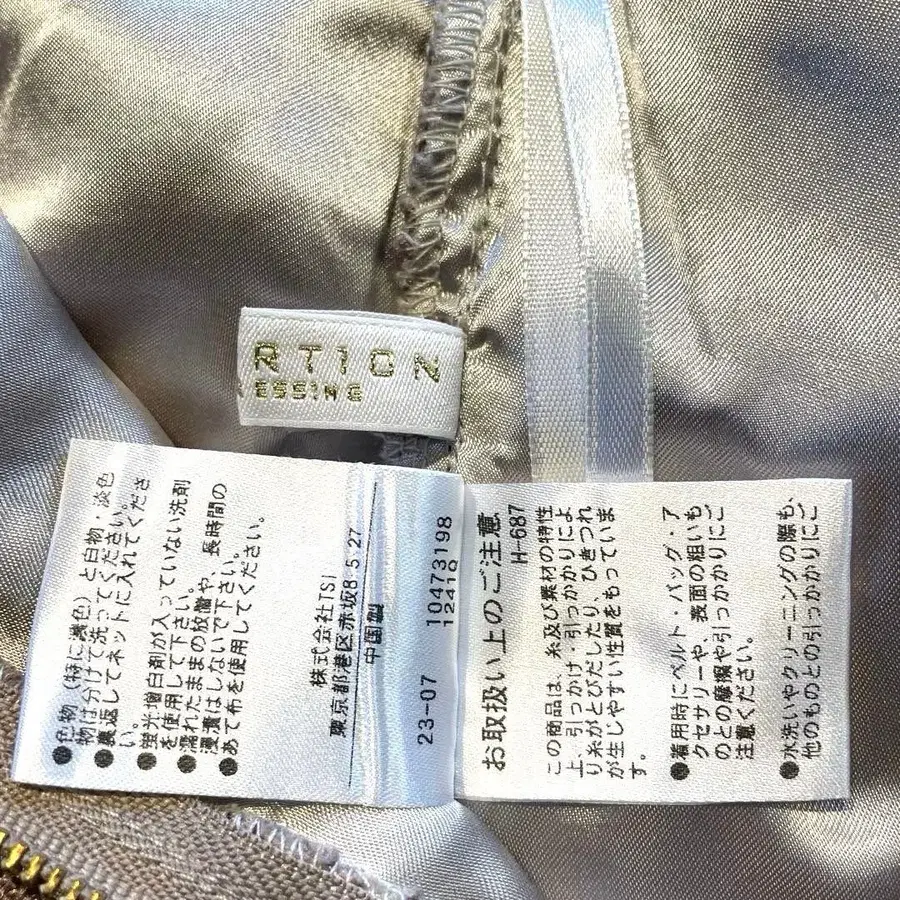 RTION
ESSING
●色物（特に濃色）と白物、淡色
物は分けて洗ってください。
●裏返してネットに入れてくださ
い。
●蛍光増白剤が入っていない洗剤
を使用して下さい。
●濡れたままの放置や、長時間の
浸漬はしないで下さい。
●あて布を使用してください。
株式会社TSI
東京都港区赤坂8-5-27
中国製
10473198
12410
23-07
お取扱い上のご注意
H-687
この商品は、糸及び素材の特性
上、引っかけ・引っかかりによ
り糸がとびだしたり、ひきつれ
が生じやすい性質をもっていま
す。
●着用時にベルト・バッグ・ア
クセサリーや、表面の粗いも
のとの摩擦や引っかかりにご
注意ください。
●水洗いやクリーニングの際も、
他のものとの引っかかりにご